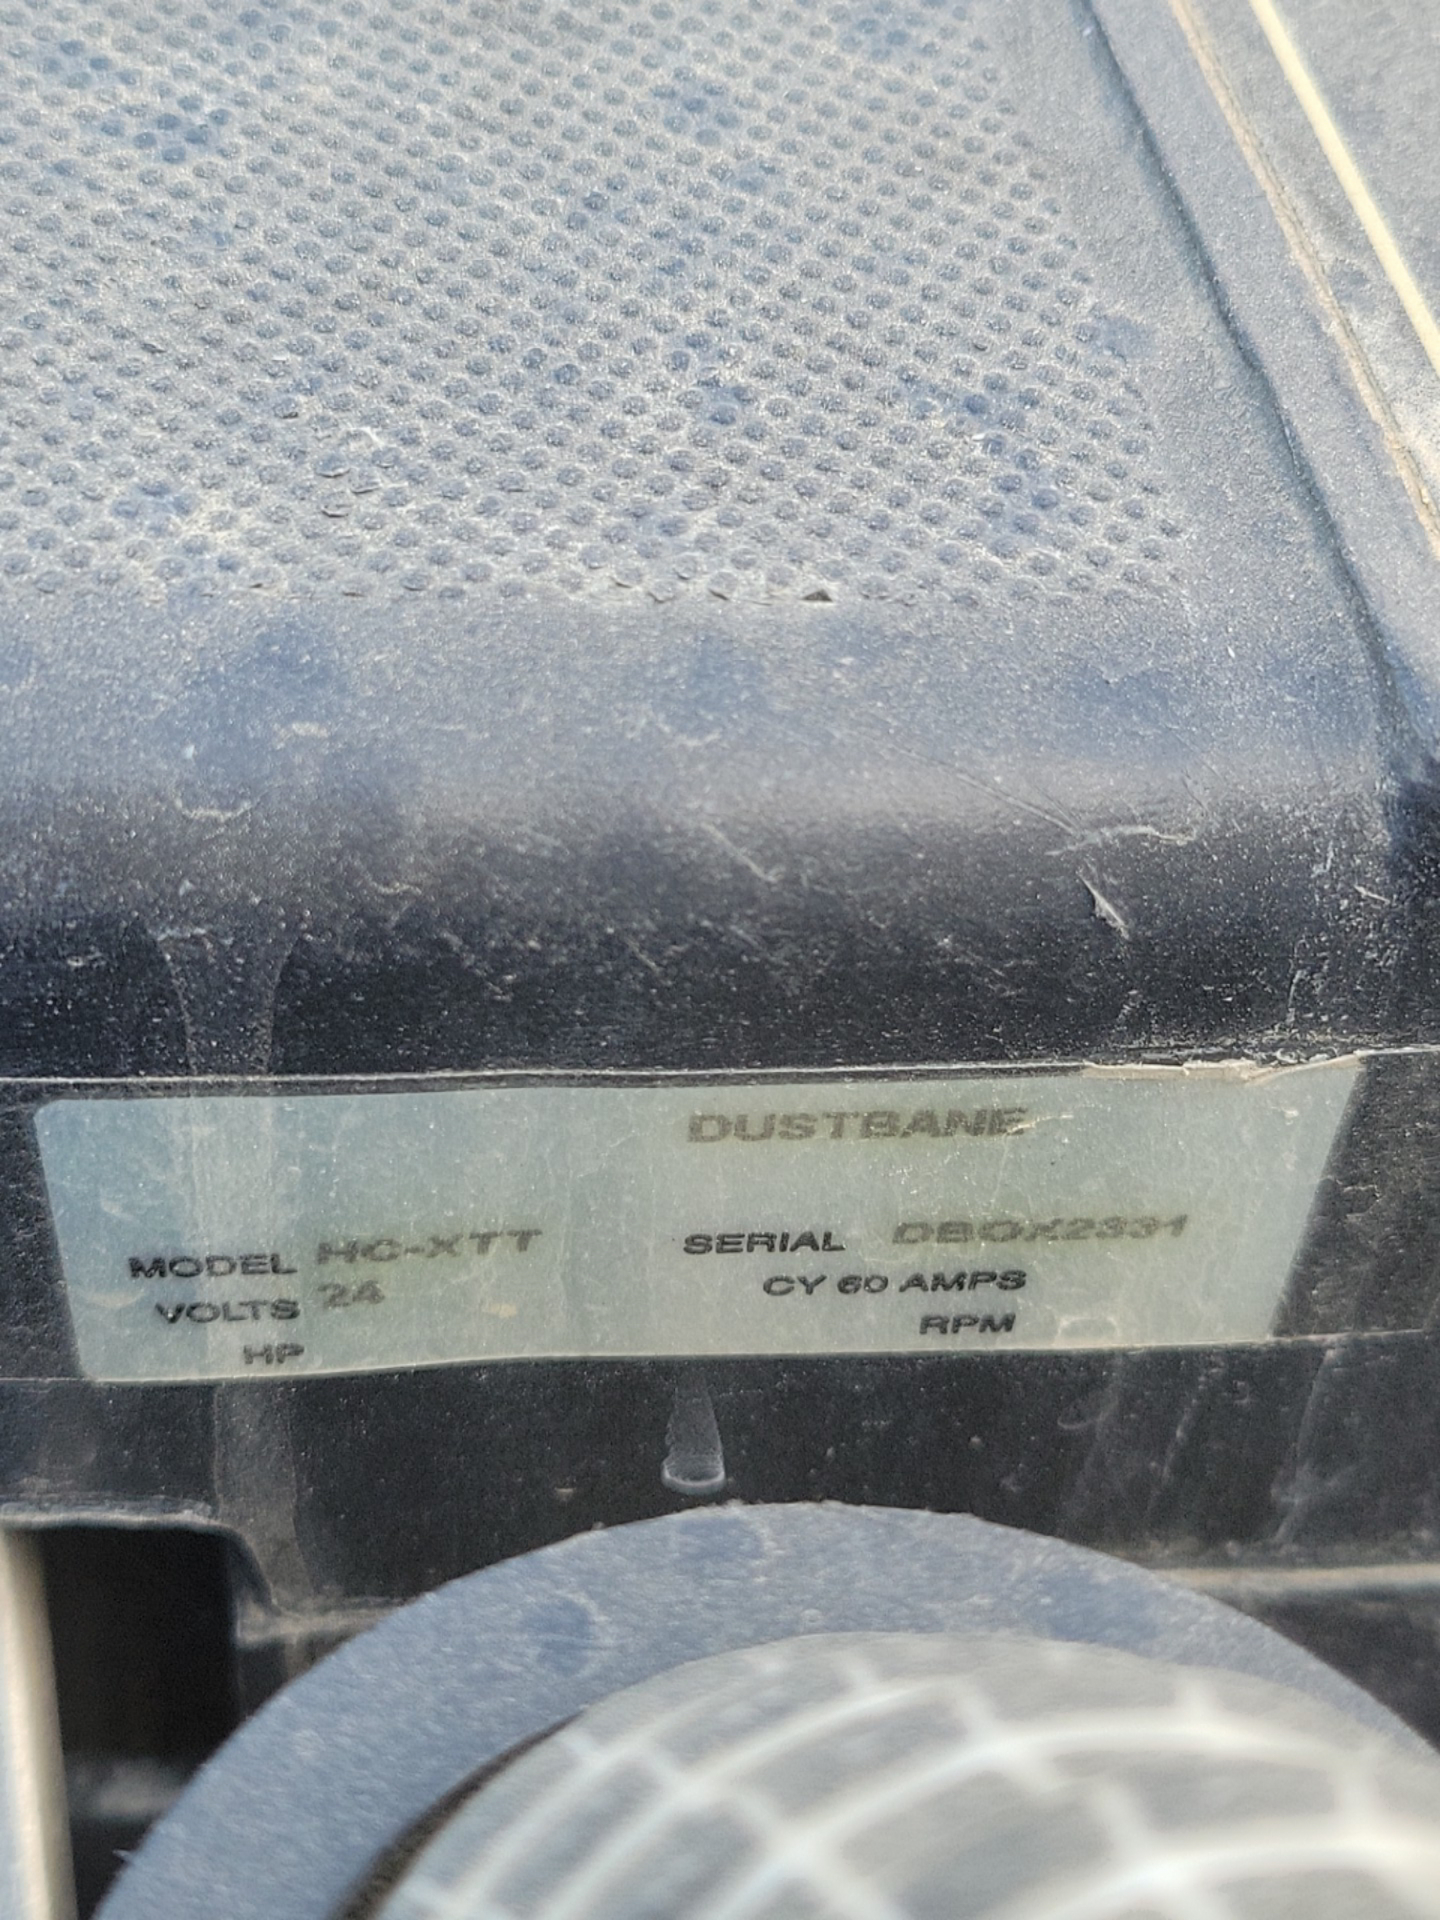 DUSTBANE
MODEL HC-XTT SERIAL DBOX2331
VOLTS 24 CY 60 AMPS
HP RPM